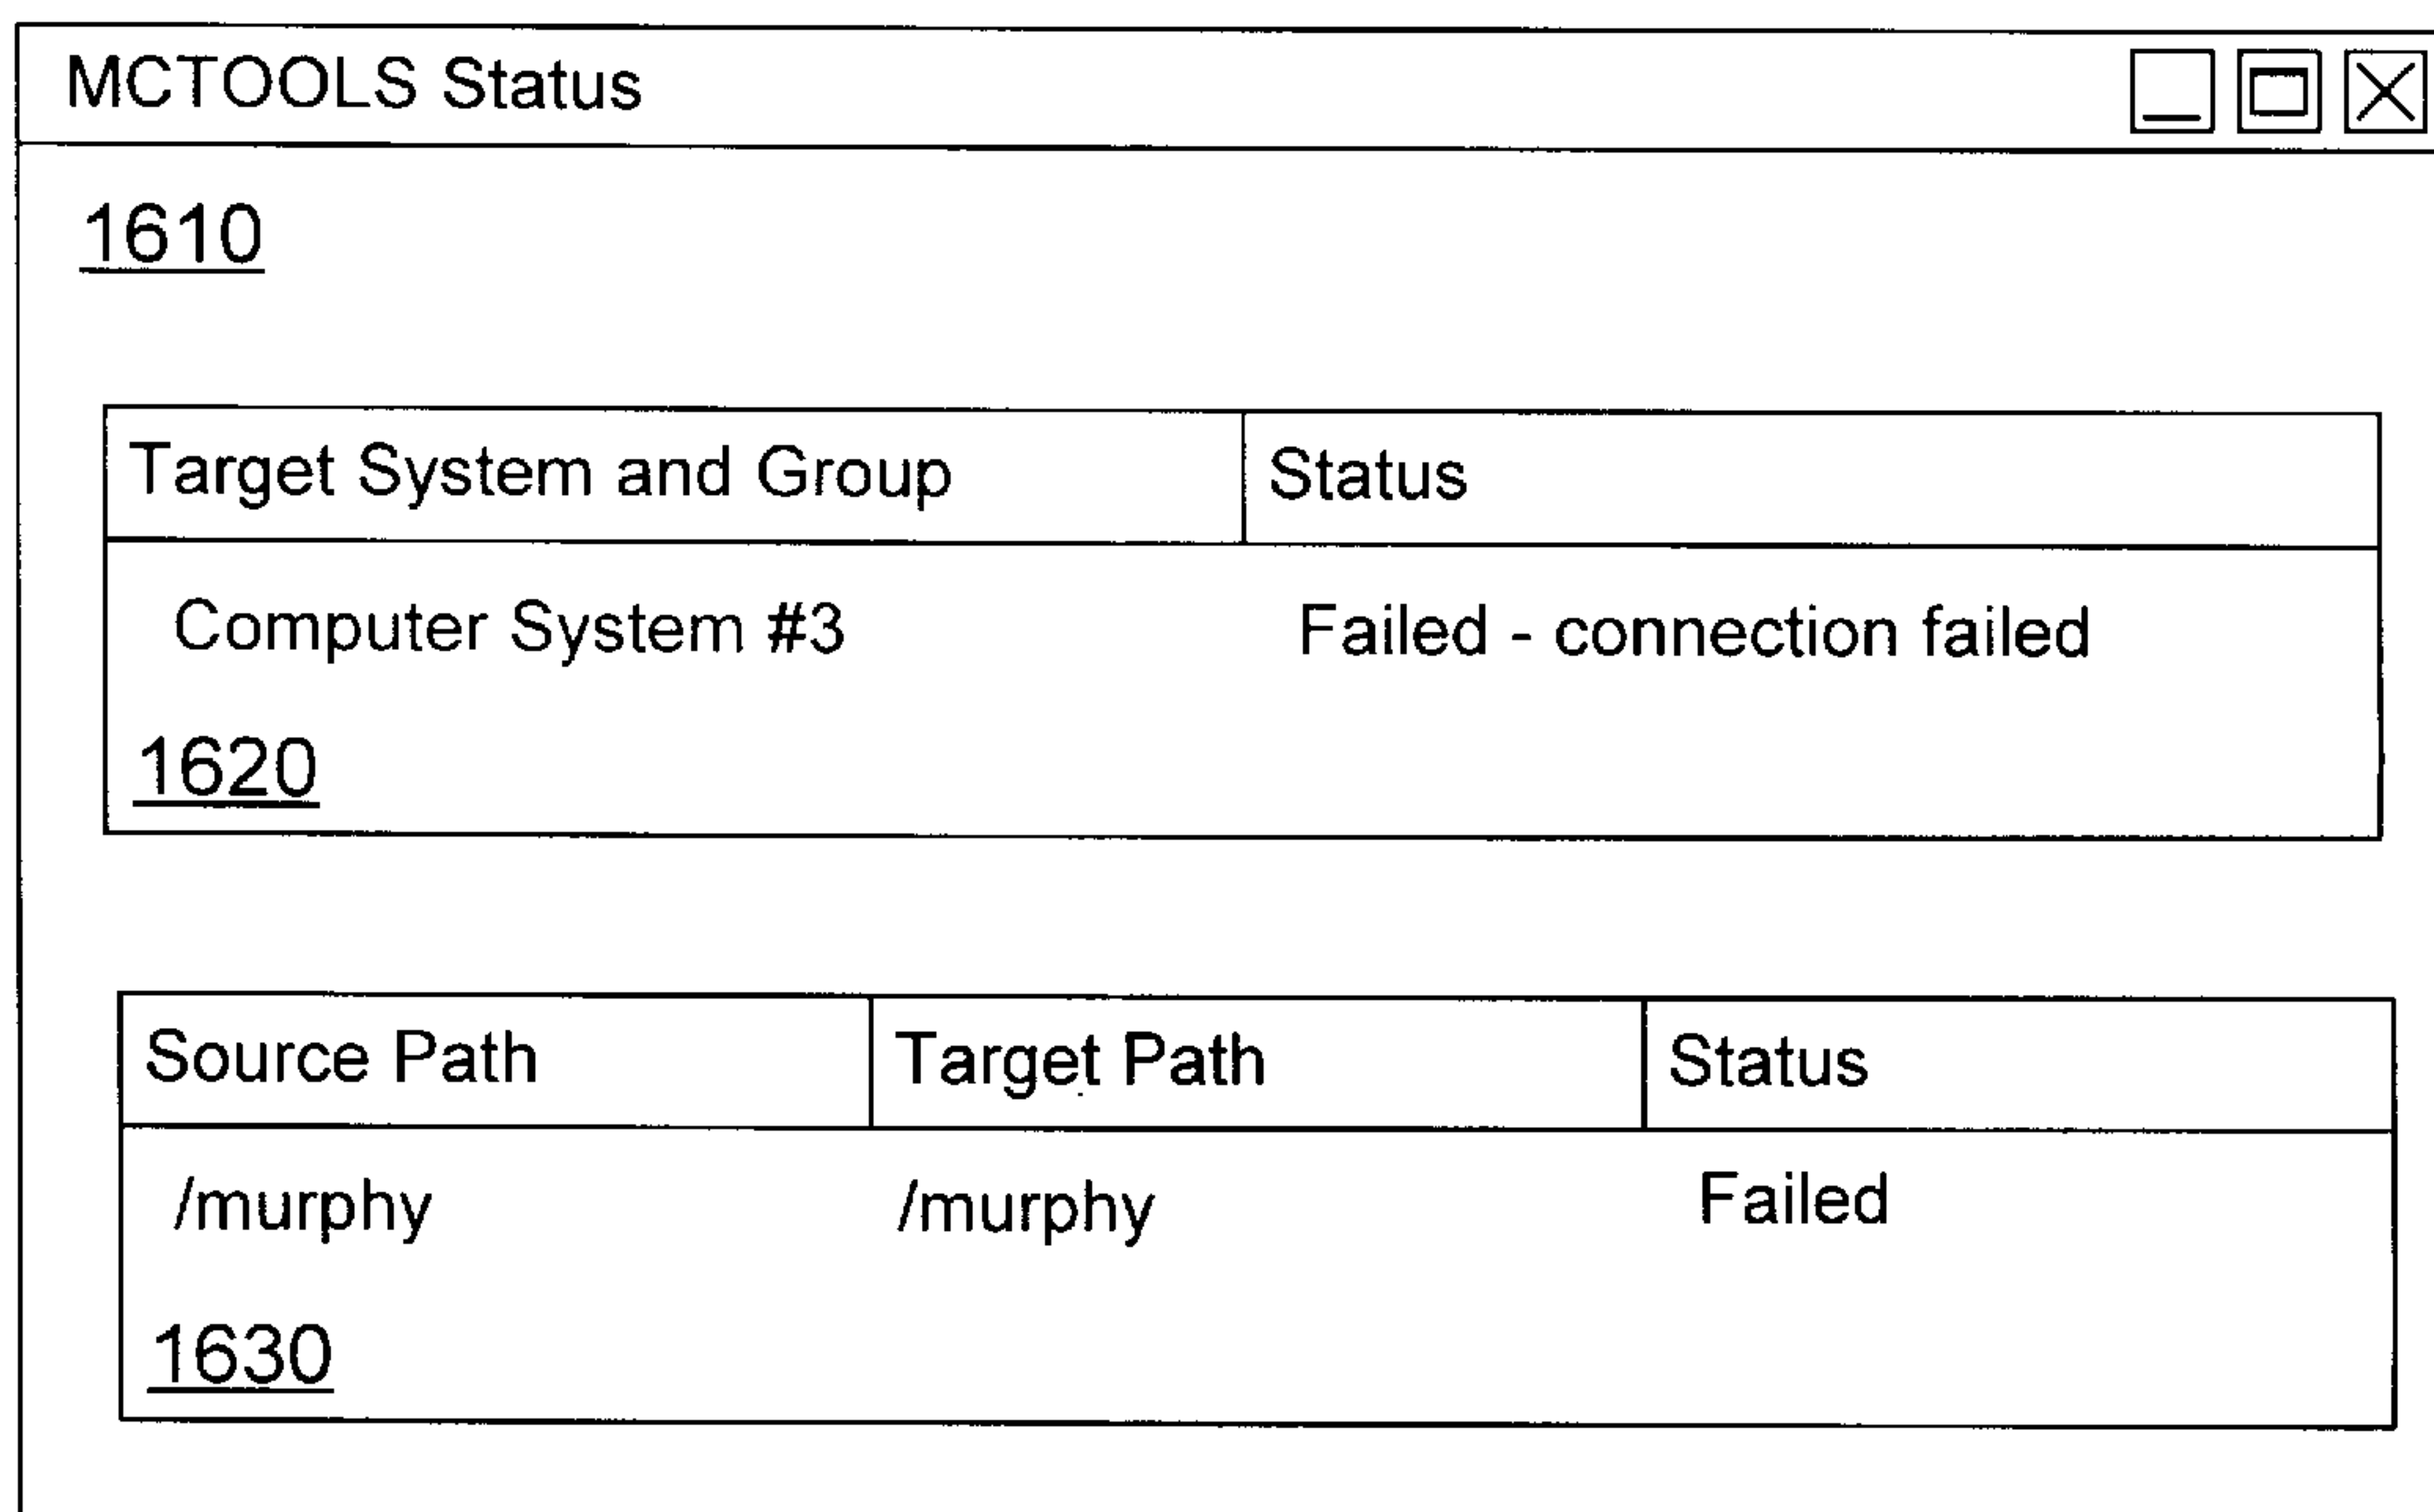 MCTOOLS Status
1610
Target System and Group Status
Computer System #3 Failed - connection failed
1620
Source Path Target Path Status
/murphy /murphy Failed
1630